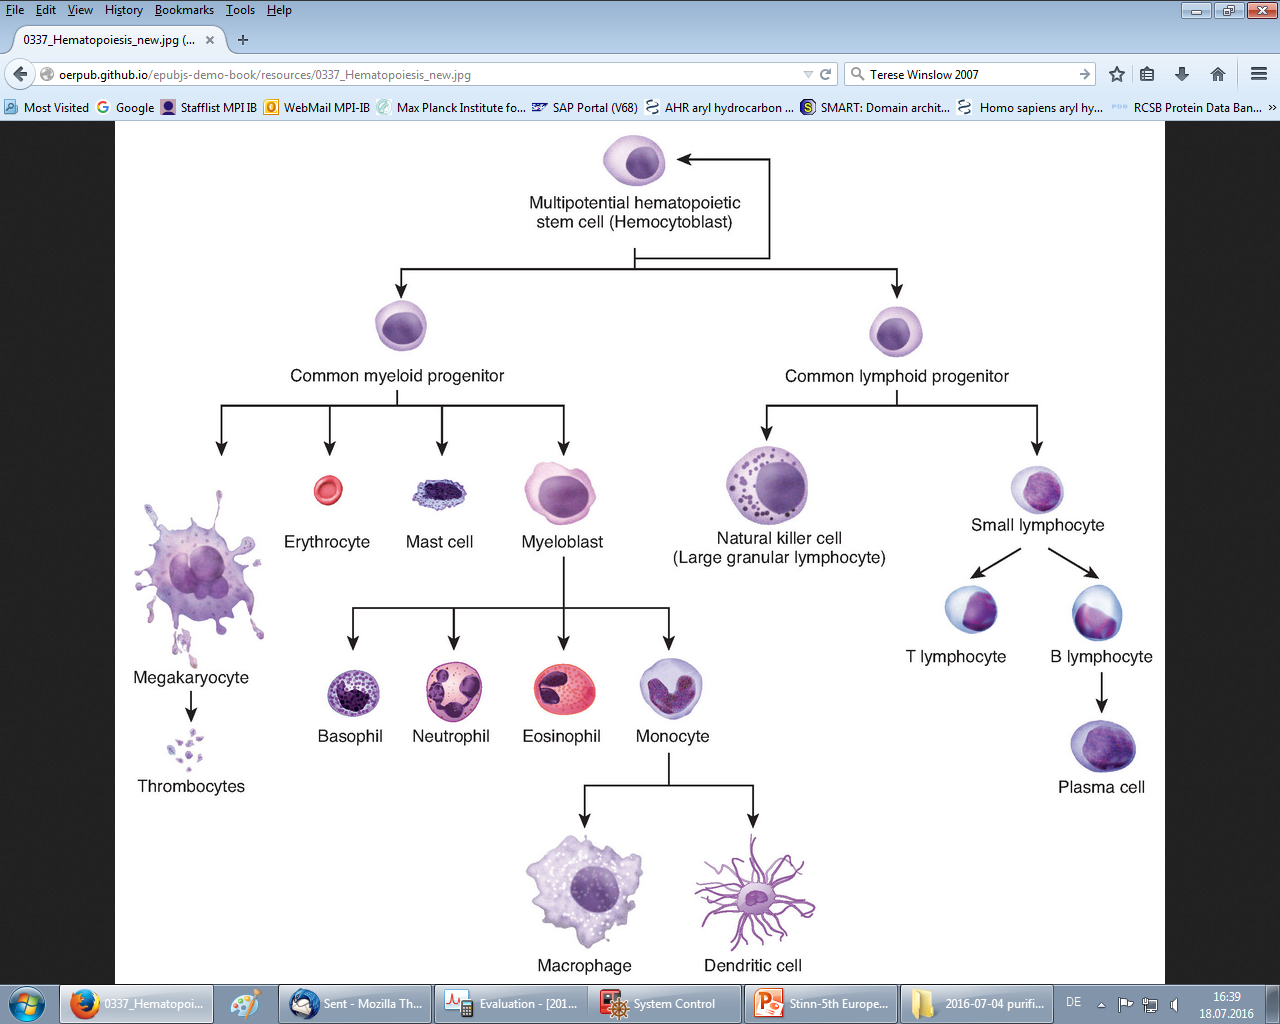 File Edit View History Bookmarks Tools Help
0337_Hematopoiesis_new.jpg (...
oerpub.github.io/epubjs-demo-book/resources/0337_Hematopoiesis_new.jpg
Terese Winslow 2007
Most Visited Google Stafflist MPI IB WebMail MPI-IB Max Planck Institute fo... SAP Portal (V68) AHR aryl hydrocarbon ... SMART: Domain archit... Homo sapiens aryl hy... RCSB Protein Data Ban... »
Multipotential hematopoietic
stem cell (Hemocytoblast)
Common myeloid progenitor
Common lymphoid progenitor
Erythrocyte
Mast cell
Myeloblast
Natural killer cell
(Large granular lymphocyte)
Small lymphocyte
T lymphocyte
B lymphocyte
Megakaryocyte
Basophil
Neutrophil
Eosinophil
Monocyte
Thrombocytes
Plasma cell
Macrophage
Dendritic cell
0337_Hematopoi...
Sent - Mozilla Th...
Evaluation - [201...
System Control
Stinn-5th Europe...
2016-07-04 purifi...
DE
16:39
18.07.2016